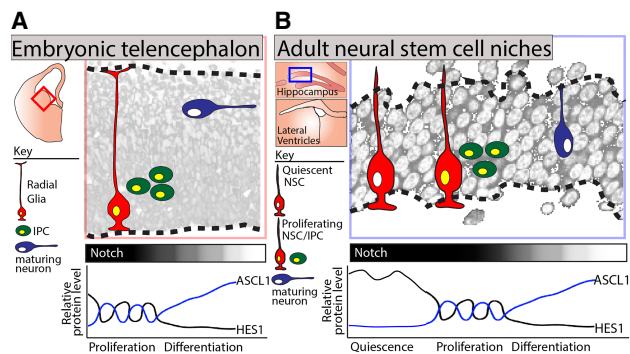 A
Embryonic telencephalon
Key
Radial
Glia
IPC
maturing
neuron
Notch
Relative
protein level
ASCL1
HES1
Proliferation Differentiation
B
Adult neural stem cell niches
Hippocampus
Lateral
Ventricles
Key
Quiescent
NSC
Proliferating
NSC/IPC
maturing
neuron
Notch
Relative
protein level
ASCL1
HES1
Quiescence Proliferation Differentiation